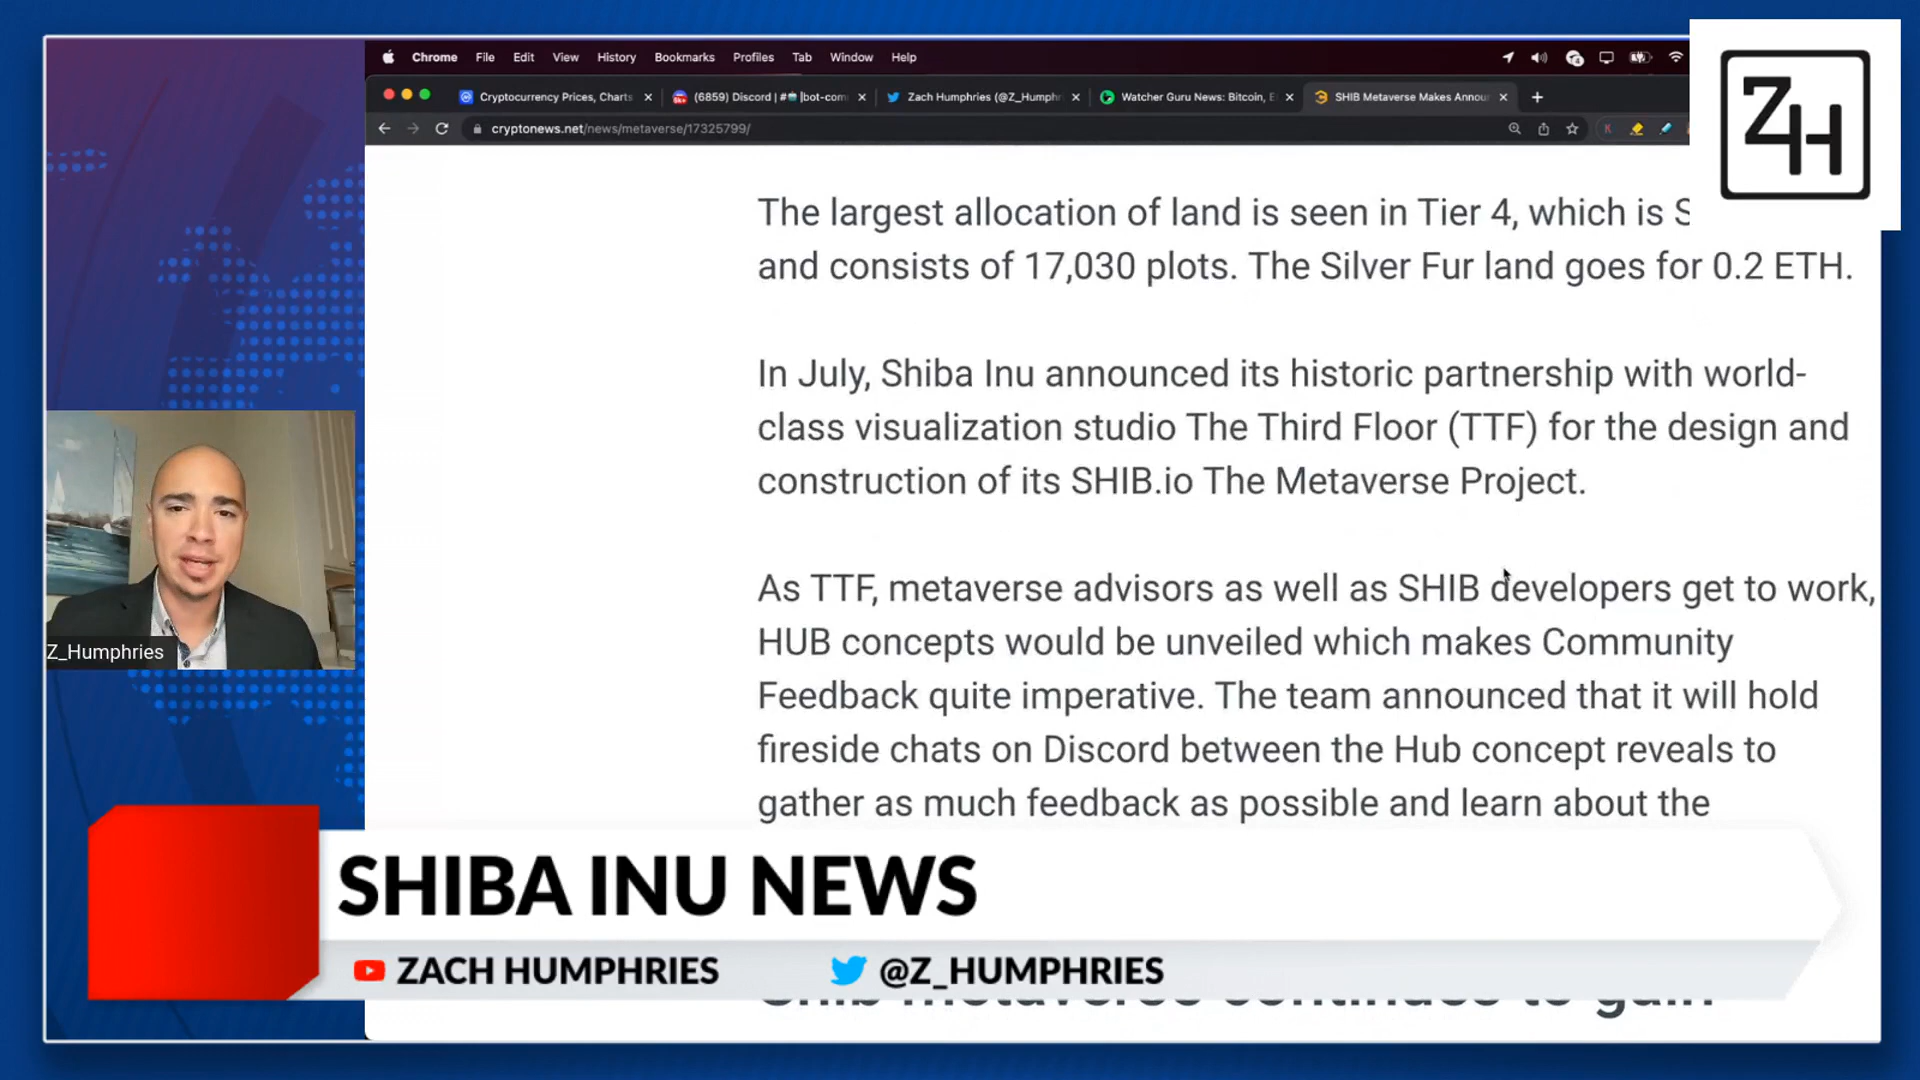 Chrome File Edit View History Bookmarks Profiles Tab Window Help
Cryptocurrency Prices, Charts
(6859) Discord | #🤖|bot-com
Zach Humphries (@Z_Humphr
Watcher Guru News: Bitcoin, E
SHIB Metaverse Makes Annou
cryptonews.net/news/metaverse/17325799/
ZH
The largest allocation of land is seen in Tier 4, which is S
and consists of 17,030 plots. The Silver Fur land goes for 0.2 ETH.
In July, Shiba Inu announced its historic partnership with world-
class visualization studio The Third Floor (TTF) for the design and
construction of its SHIB.io The Metaverse Project.
As TTF, metaverse advisors as well as SHIB developers get to work,
HUB concepts would be unveiled which makes Community
Feedback quite imperative. The team announced that it will hold
fireside chats on Discord between the Hub concept reveals to
gather as much feedback as possible and learn about the
Z_Humphries
SHIBA INU NEWS
ZACH HUMPHRIES @Z_HUMPHRIES
Shib metaverse continues to gain